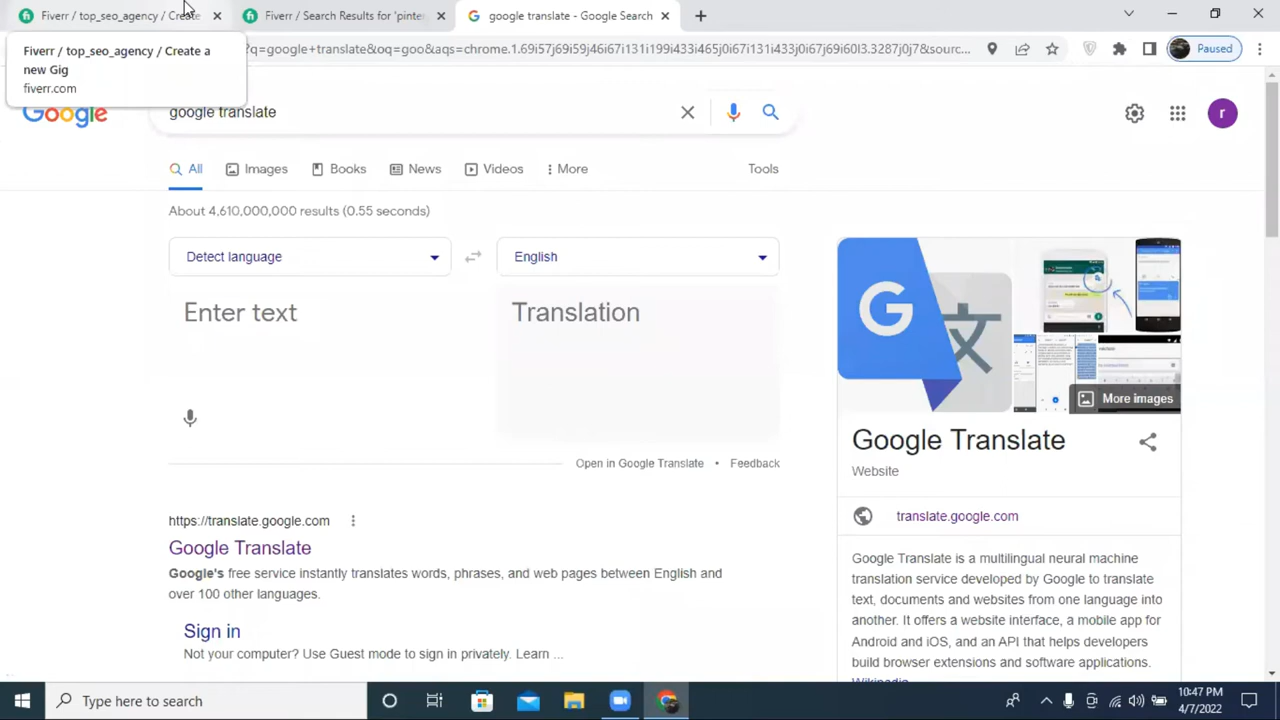 Fiverr / top_seo_agency / Create
Fiverr / Search Results for 'pinte
google translate - Google Search
?q=google+translate&oq=goo&aqs=chrome.1.69i57j69i59j46i67i131i199i433i465j0i67i131i433j0i67j69i60l3.3287j0j7&sourc...
Paused
Fiverr / top_seo_agency / Create a
new Gig
fiverr.com
Google
google translate
r
All
Images
Books
News
Videos
More
Tools
About 4,610,000,000 results (0.55 seconds)
Detect language
English
Enter text
Translation
Open in Google Translate • Feedback
G 文
More images
Google Translate
Website
translate.google.com
Google Translate is a multilingual neural machine
translation service developed by Google to translate
text, documents and websites from one language into
another. It offers a website interface, a mobile app for
Android and iOS, and an API that helps developers
build browser extensions and software applications.
Wikipedia
https://translate.google.com
Google Translate
Google's free service instantly translates words, phrases, and web pages between English and
over 100 other languages.
Sign in
Not your computer? Use Guest mode to sign in privately. Learn ...
Type here to search
10:47 PM
4/7/2022